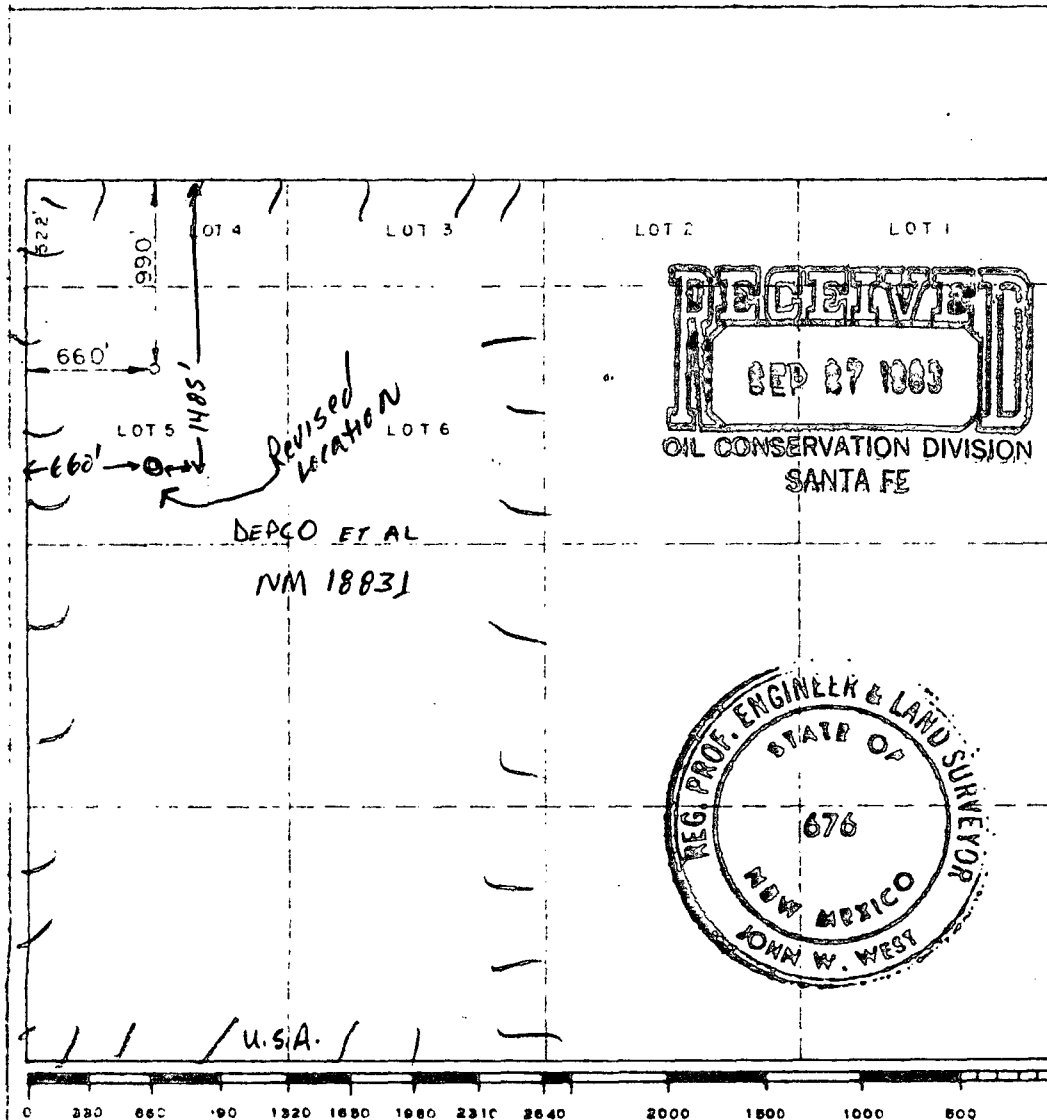 522'
990'
OT 4
LOT 3
LOT 2
LOT 1
660'
1485'
RECEIVED
SEP 27 1983
OIL CONSERVATION DIVISION
SANTA FE
LOT 5
Revised
Location
LOT 6
660'
DEPCO ET AL
NM 18831
REG. PROF. ENGINEER & LAND SURVEYOR
STATE OF
676
NEW MEXICO
JOHN W. WEST
U.S.A.
0 330 660 '90 1320 1650 1980 2310 2640 2000 1500 1000 500